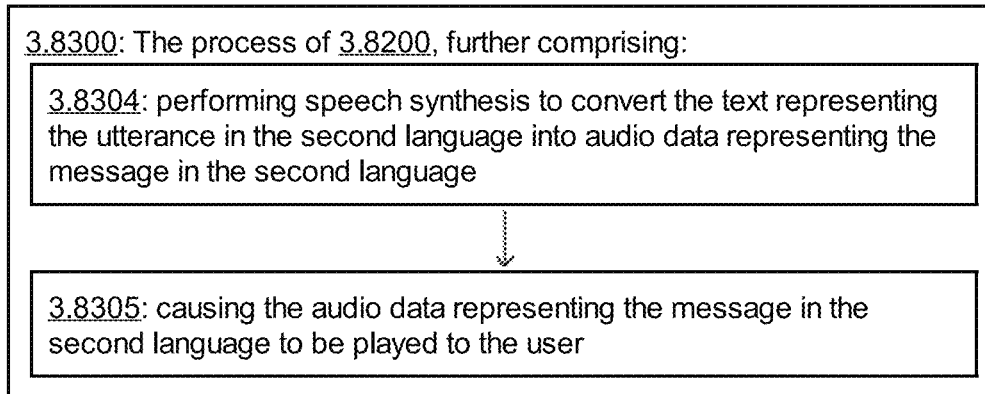 3.8300: The process of 3.8200, further comprising:
3.8304: performing speech synthesis to convert the text representing
the utterance in the second language into audio data representing the
message in the second language
3.8305: causing the audio data representing the message in the
second language to be played to the user